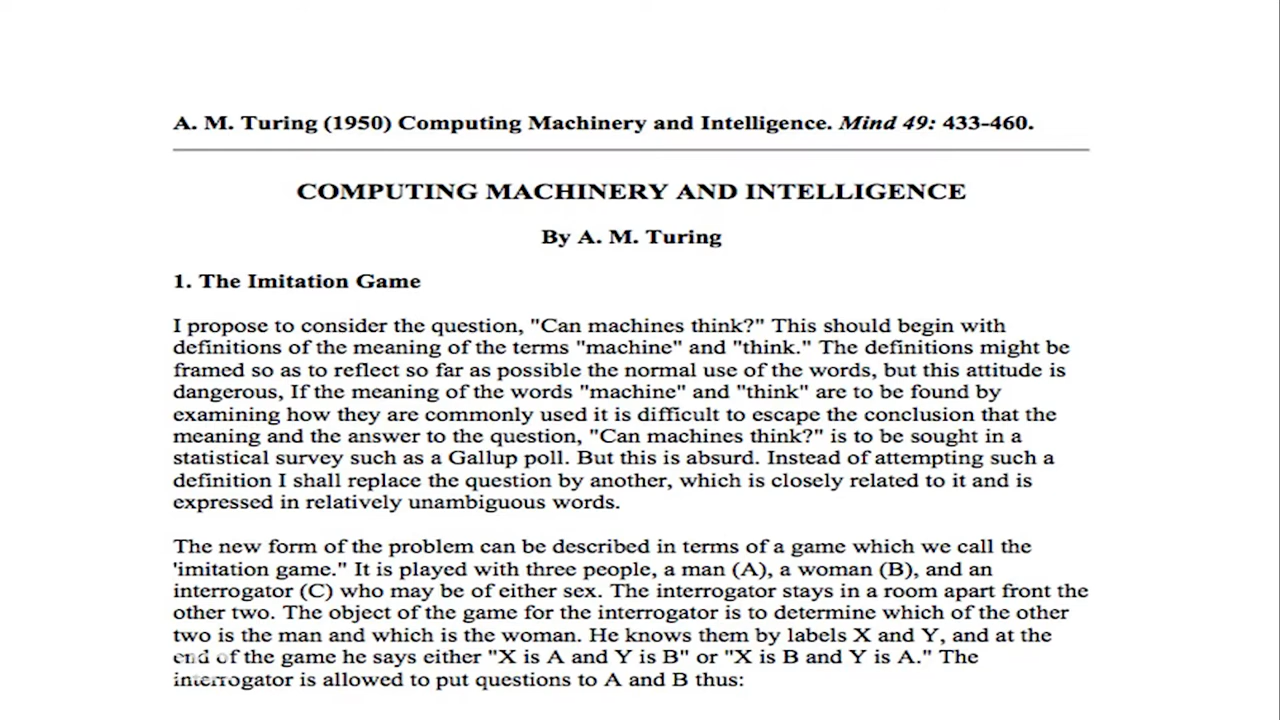 A. M. Turing (1950) Computing Machinery and Intelligence. Mind 49: 433-460.
COMPUTING MACHINERY AND INTELLIGENCE
By A. M. Turing
1. The Imitation Game
I propose to consider the question, "Can machines think?" This should begin with
definitions of the meaning of the terms "machine" and "think." The definitions might be
framed so as to reflect so far as possible the normal use of the words, but this attitude is
dangerous, If the meaning of the words "machine" and "think" are to be found by
examining how they are commonly used it is difficult to escape the conclusion that the
meaning and the answer to the question, "Can machines think?" is to be sought in a
statistical survey such as a Gallup poll. But this is absurd. Instead of attempting such a
definition I shall replace the question by another, which is closely related to it and is
expressed in relatively unambiguous words.
The new form of the problem can be described in terms of a game which we call the
'imitation game." It is played with three people, a man (A), a woman (B), and an
interrogator (C) who may be of either sex. The interrogator stays in a room apart front the
other two. The object of the game for the interrogator is to determine which of the other
two is the man and which is the woman. He knows them by labels X and Y, and at the
end of the game he says either "X is A and Y is B" or "X is B and Y is A." The
interrogator is allowed to put questions to A and B thus: